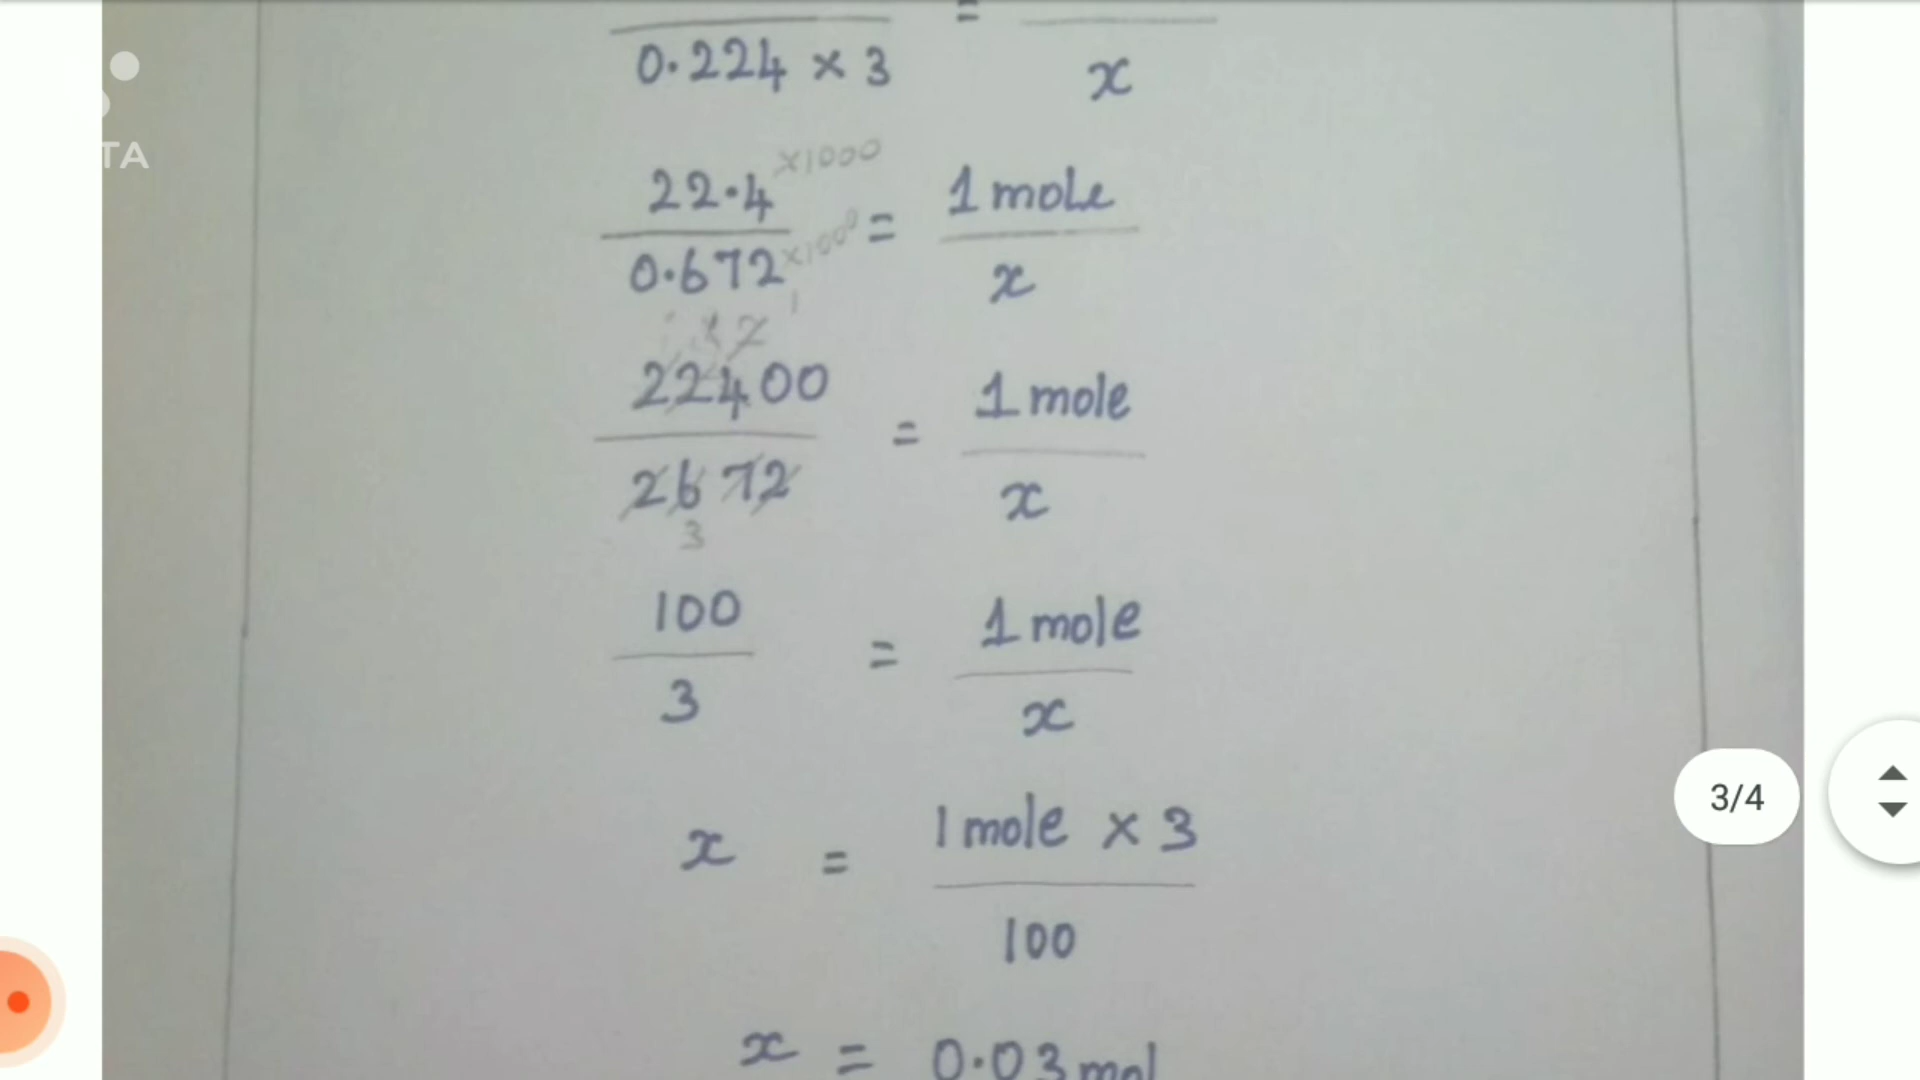 0.224 × 3 = x
TA
22.4 ×1000 = 1 mole
0.672 ×1000 x
22400 = 1 mole
2672 x
3
100 = 1 mole
3 x
3/4
x = 1 mole × 3
100
x = 0.03 mol